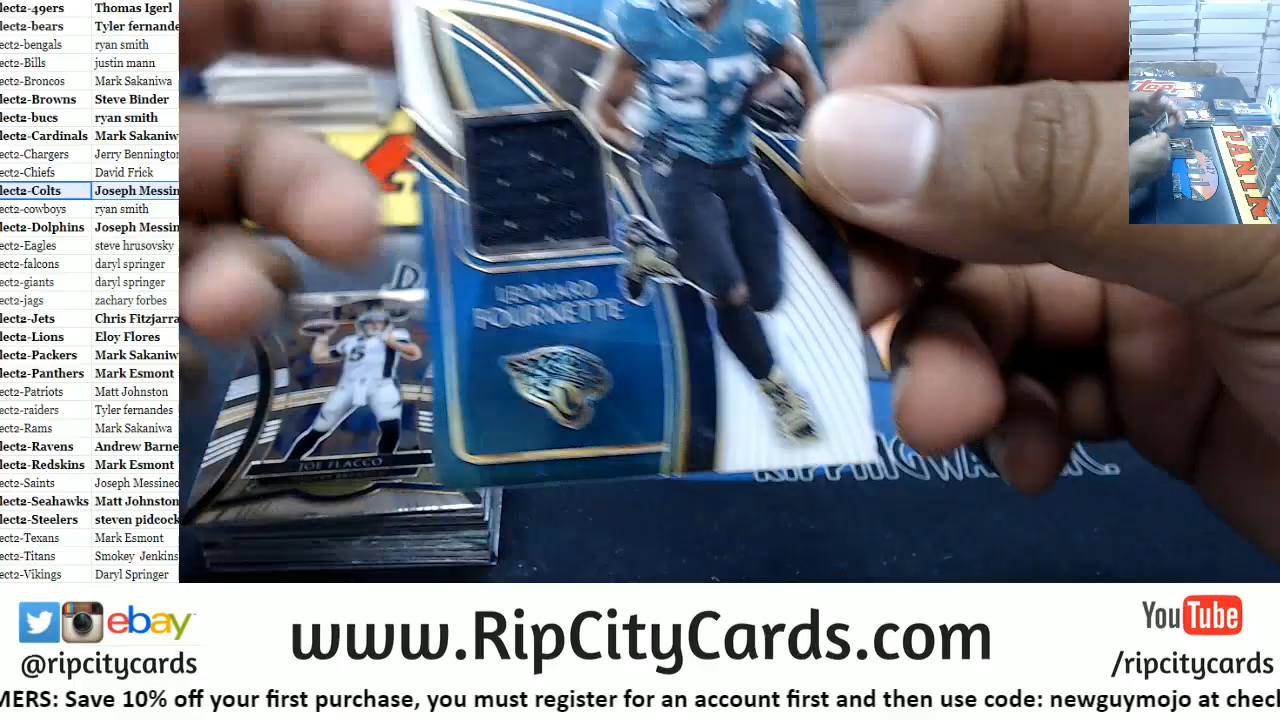 lect2-49ers Thomas Igerl
lect2-bears Tyler fernande
ect2-bengals ryan smith
lect2-Bills justin mann
ect2-Broncos Mark Sakaniwa
lect2-Browns Steve Binder
lect2-bucs ryan smith
lect2-Cardinals Mark Sakaniw
ect2-Chargers Jerry Bennington
ect2-Chiefs David Frick
lect2-Colts Joseph Messin
ect2-cowboys ryan smith
lect2-Dolphins Joseph Messin
ect2-Eagles steve hrusovsky
ect2-falcons daryl springer
ect2-giants daryl springer
ect2-jags zachary forbes
lect2-Jets Chris Fitzjarra
lect2-Lions Eloy Flores
lect2-Packers Mark Sakaniw
lect2-Panthers Mark Esmont
ect2-Patriots Matt Johnston
ect2-raiders Tyler fernandes
ect2-Rams Mark Sakaniwa
lect2-Ravens Andrew Barne
lect2-Redskins Mark Esmont
ect2-Saints Joseph Messineo
lect2-Seahawks Matt Johnston
lect2-Steelers steven pidcock
ect2-Texans Mark Esmont
ect2-Titans Smokey Jenkins
ect2-Vikings Daryl Springer
27
LEONARD
FOURNETTE
5
JOE FLACCO
PANINI
ebay
@ripcitycards
www.RipCityCards.com
YouTube
/ripcitycards
MERS: Save 10% off your first purchase, you must register for an account first and then use code: newguymojo at chec